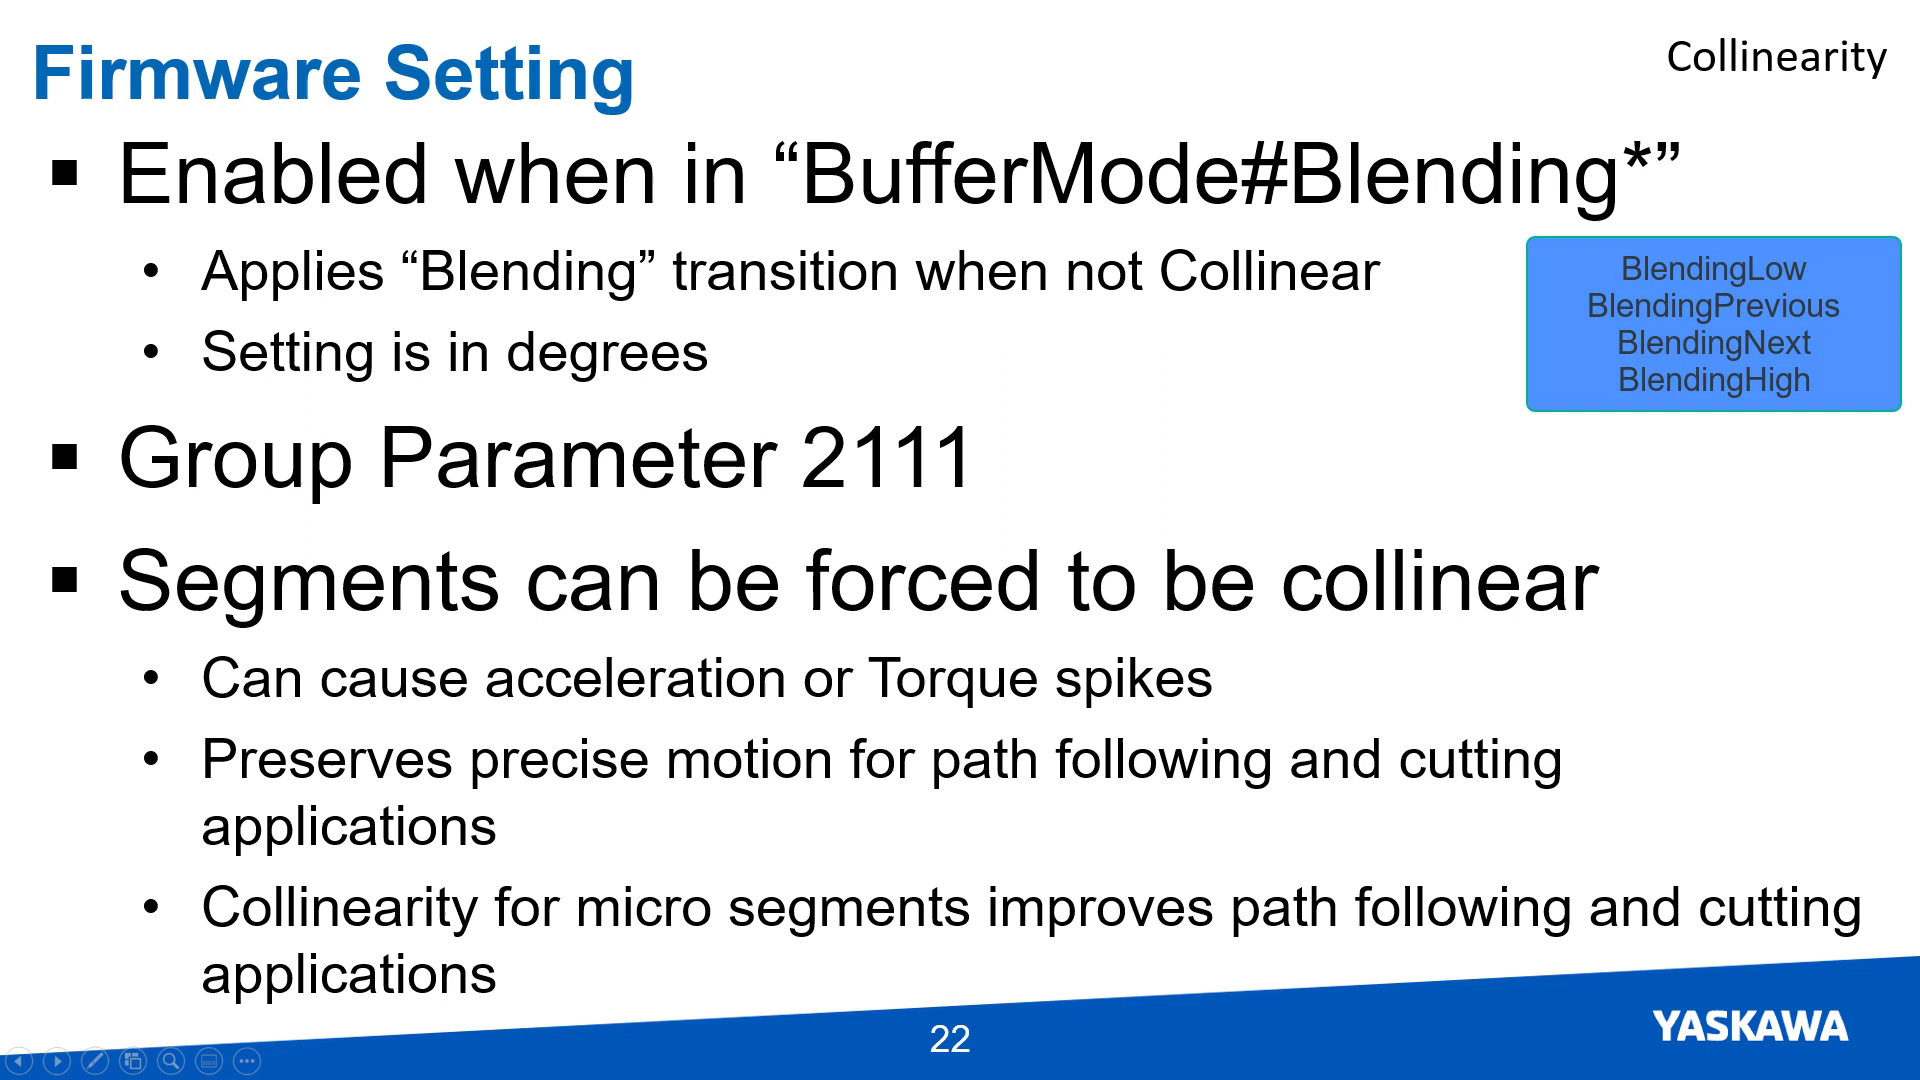 Firmware Setting
Collinearity
Enabled when in “BufferMode#Blending*”
Applies “Blending” transition when not Collinear
Setting is in degrees
BlendingLow
BlendingPrevious
BlendingNext
BlendingHigh
Group Parameter 2111
Segments can be forced to be collinear
Can cause acceleration or Torque spikes
Preserves precise motion for path following and cutting
applications
Collinearity for micro segments improves path following and cutting
applications
22
YASKAWA